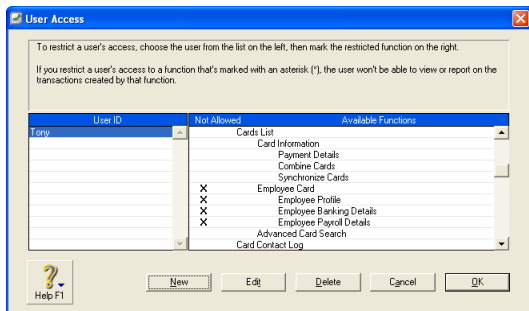 User Access
To restrict a user's access, choose the user from the list on the left, then mark the restricted function on the right.
If you restrict a user's access to a function that's marked with an asterisk (*), the user won't be able to view or report on the
transactions created by that function.
User ID Not Allowed Available Functions
Tony Cards List
Card Information
Payment Details
Combine Cards
Synchronize Cards
X Employee Card
X Employee Profile
X Employee Banking Details
X Employee Payroll Details
Advanced Card Search
Card Contact Log
Help F1 New Edit Delete Cancel OK